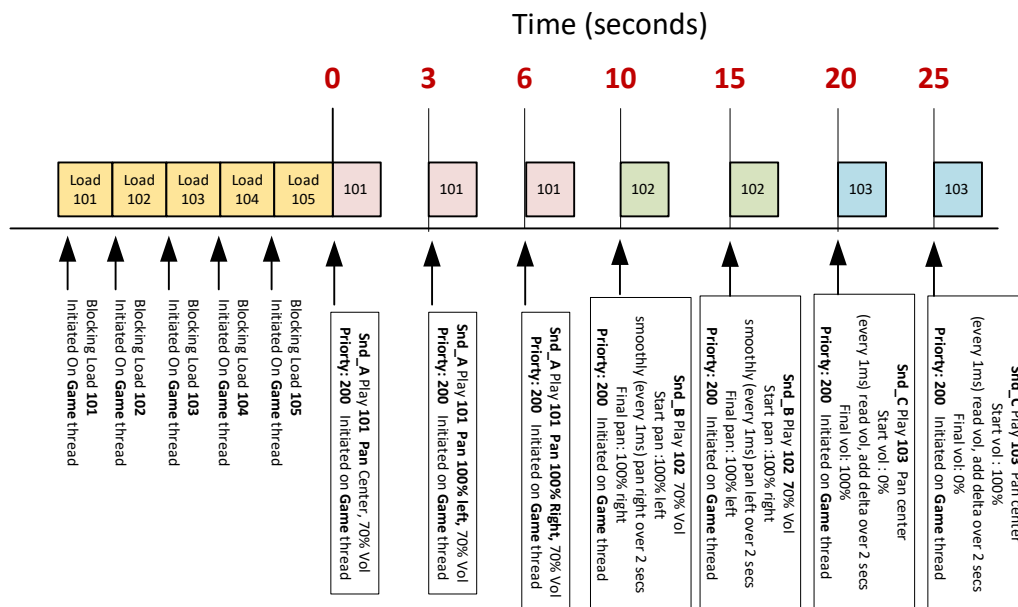 Time (seconds)
0
3
6
10
15
20
25
Load
101
Load
102
Load
103
Load
104
Load
105
101
101
101
102
102
103
103
Blocking Load 101
Initiated On Game thread
Blocking Load 102
Initiated On Game thread
Blocking Load 103
Initiated On Game thread
Blocking Load 104
Initiated On Game thread
Blocking Load 105
Initiated On Game thread
Snd_A Play 101 Pan Center, 70% Vol
Priorty: 200 Initiated on Game thread
Snd_A Play 101 Pan 100% left, 70% Vol
Priorty: 200 Initiated on Game thread
Snd_A Play 101 Pan 100% Right, 70% Vol
Priorty: 200 Initiated on Game thread
Snd_B Play 102 70% Vol
Start pan :100% left
smoothly (every 1ms) pan right over 2 secs
Final pan: 100% right
Priorty: 200 Initiated on Game thread
Snd_B Play 102 70% Vol
Start pan :100% right
smoothly (every 1ms) pan left over 2 secs
Final pan: 100% left
Priorty: 200 Initiated on Game thread
Snd_C Play 103 Pan center
Start vol : 0%
(every 1ms) read vol, add delta over 2 secs
Final vol: 100%
Priorty: 200 Initiated on Game thread
Snd_C Play 103 Pan center
Start vol : 100%
(every 1ms) read vol, add delta over 2 secs
Final vol: 0%
Priorty: 200 Initiated on Game thread